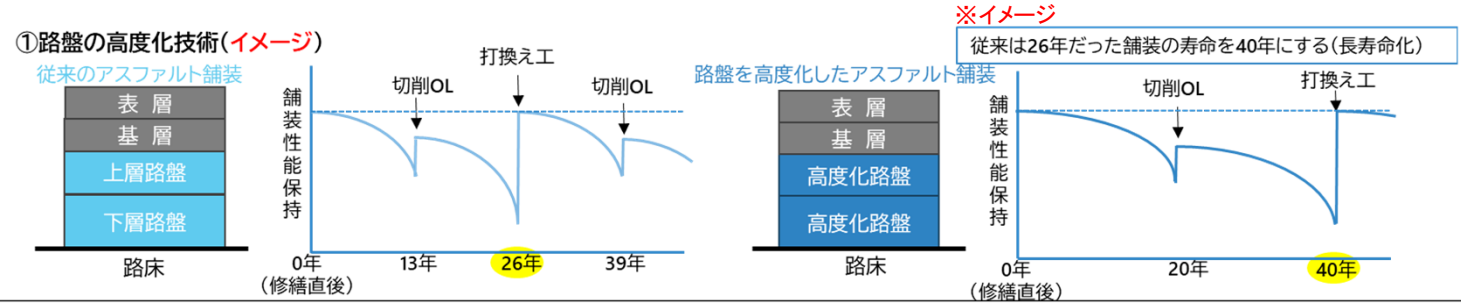 ①路盤の高度化技術(イメージ)
従来のアスファルト舗装
表 層
基 層
上層路盤
下層路盤
路床
舗装性能保持
切削OL
打換え工
切削OL
0年
(修繕直後)
13年
26年
39年
※イメージ
従来は26年だった舗装の寿命を40年にする(長寿命化)
路盤を高度化したアスファルト舗装
表 層
基 層
高度化路盤
高度化路盤
路床
舗装性能保持
切削OL
打換え工
0年
(修繕直後)
20年
40年